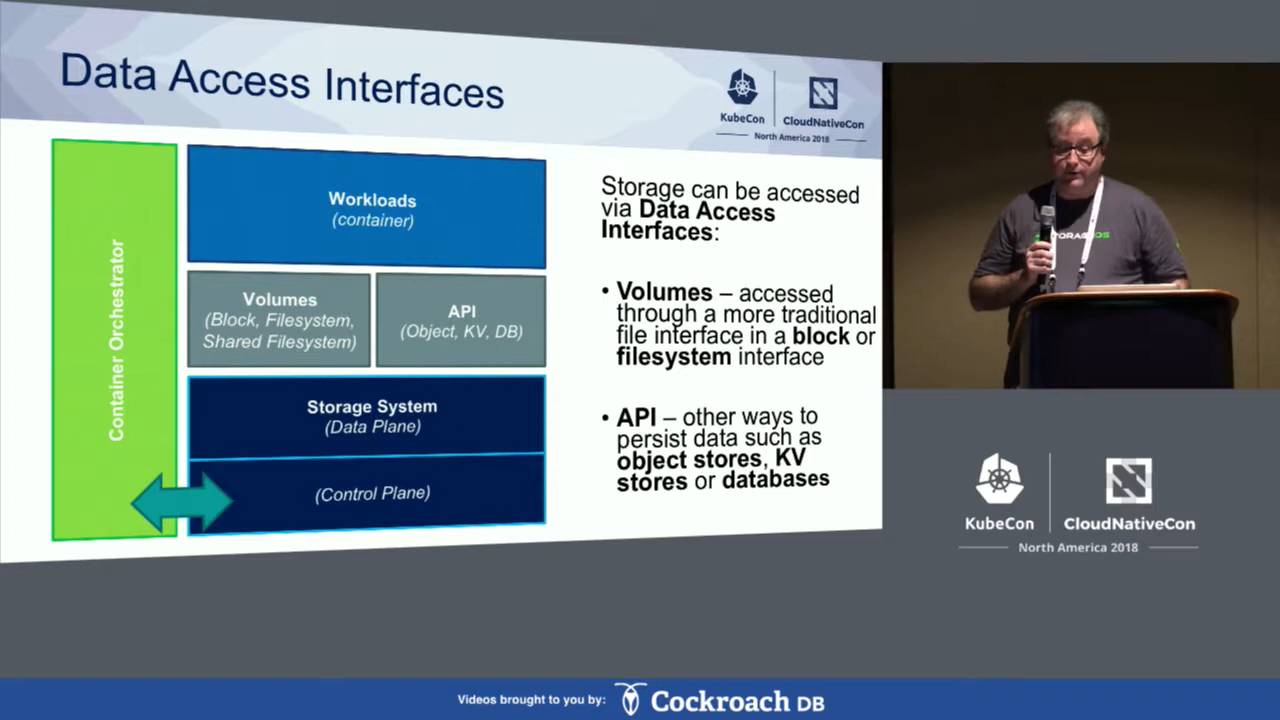 Data Access Interfaces
KubeCon
CloudNativeCon
North America 2018
Container Orchestrator
Workloads
(container)
Volumes
(Block, Filesystem,
Shared Filesystem)
API
(Object, KV, DB)
Storage System
(Data Plane)
(Control Plane)
Storage can be accessed
via Data Access
Interfaces:
• Volumes – accessed
through a more traditional
file interface in a block or
filesystem interface
• API – other ways to
persist data such as
object stores, KV
stores or databases
KubeCon
CloudNativeCon
North America 2018
Videos brought to you by:
Cockroach DB